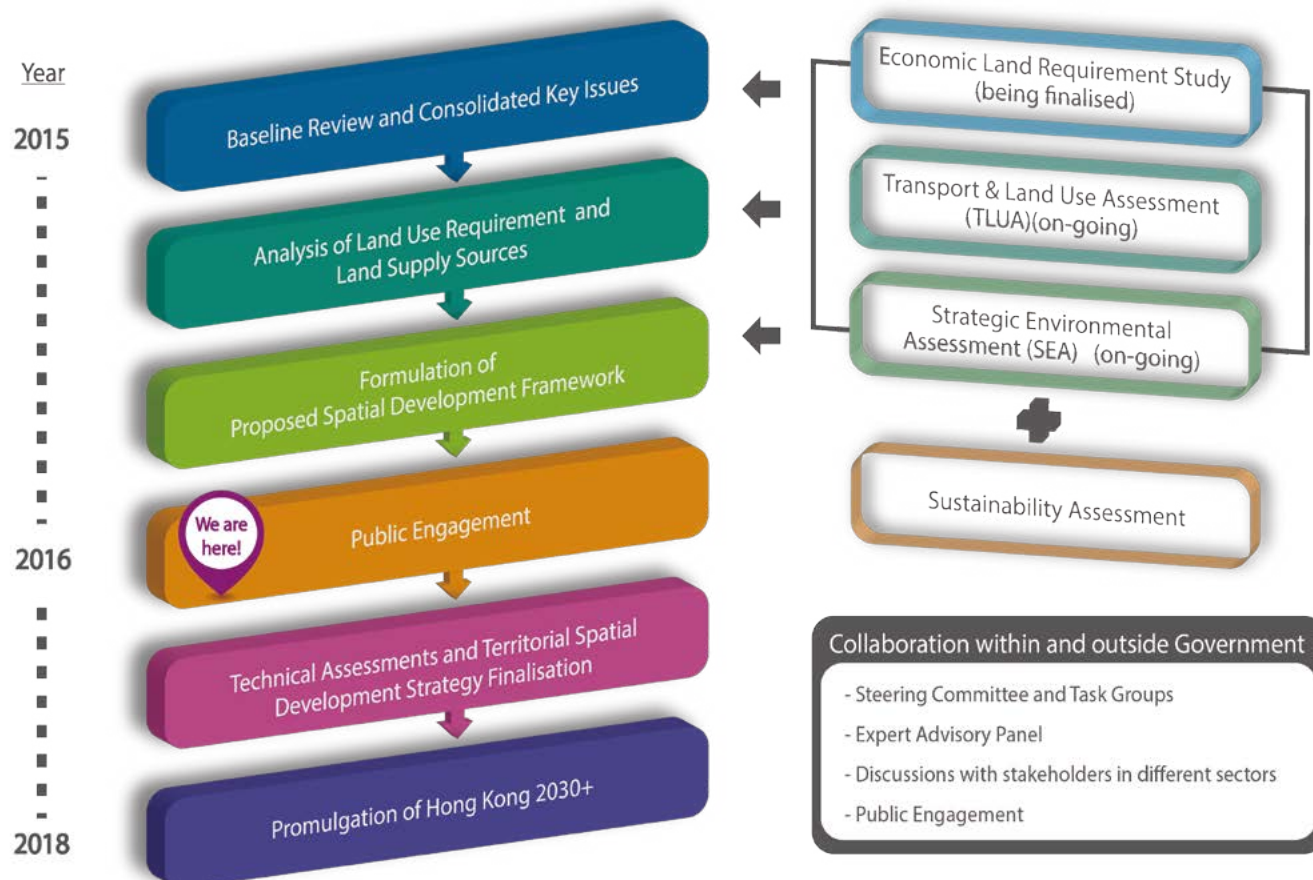 Year
2015
2016
2018
Baseline Review and Consolidated Key Issues
Analysis of Land Use Requirement and
Land Supply Sources
Formulation of
Proposed Spatial Development Framework
We are
here!
Public Engagement
Technical Assessments and Territorial Spatial
Development Strategy Finalisation
Promulgation of Hong Kong 2030+
Economic Land Requirement Study
(being finalised)
Transport & Land Use Assessment
(TLUA)(on-going)
Strategic Environmental
Assessment (SEA) (on-going)
Sustainability Assessment
Collaboration within and outside Government
- Steering Committee and Task Groups
- Expert Advisory Panel
- Discussions with stakeholders in different sectors
- Public Engagement